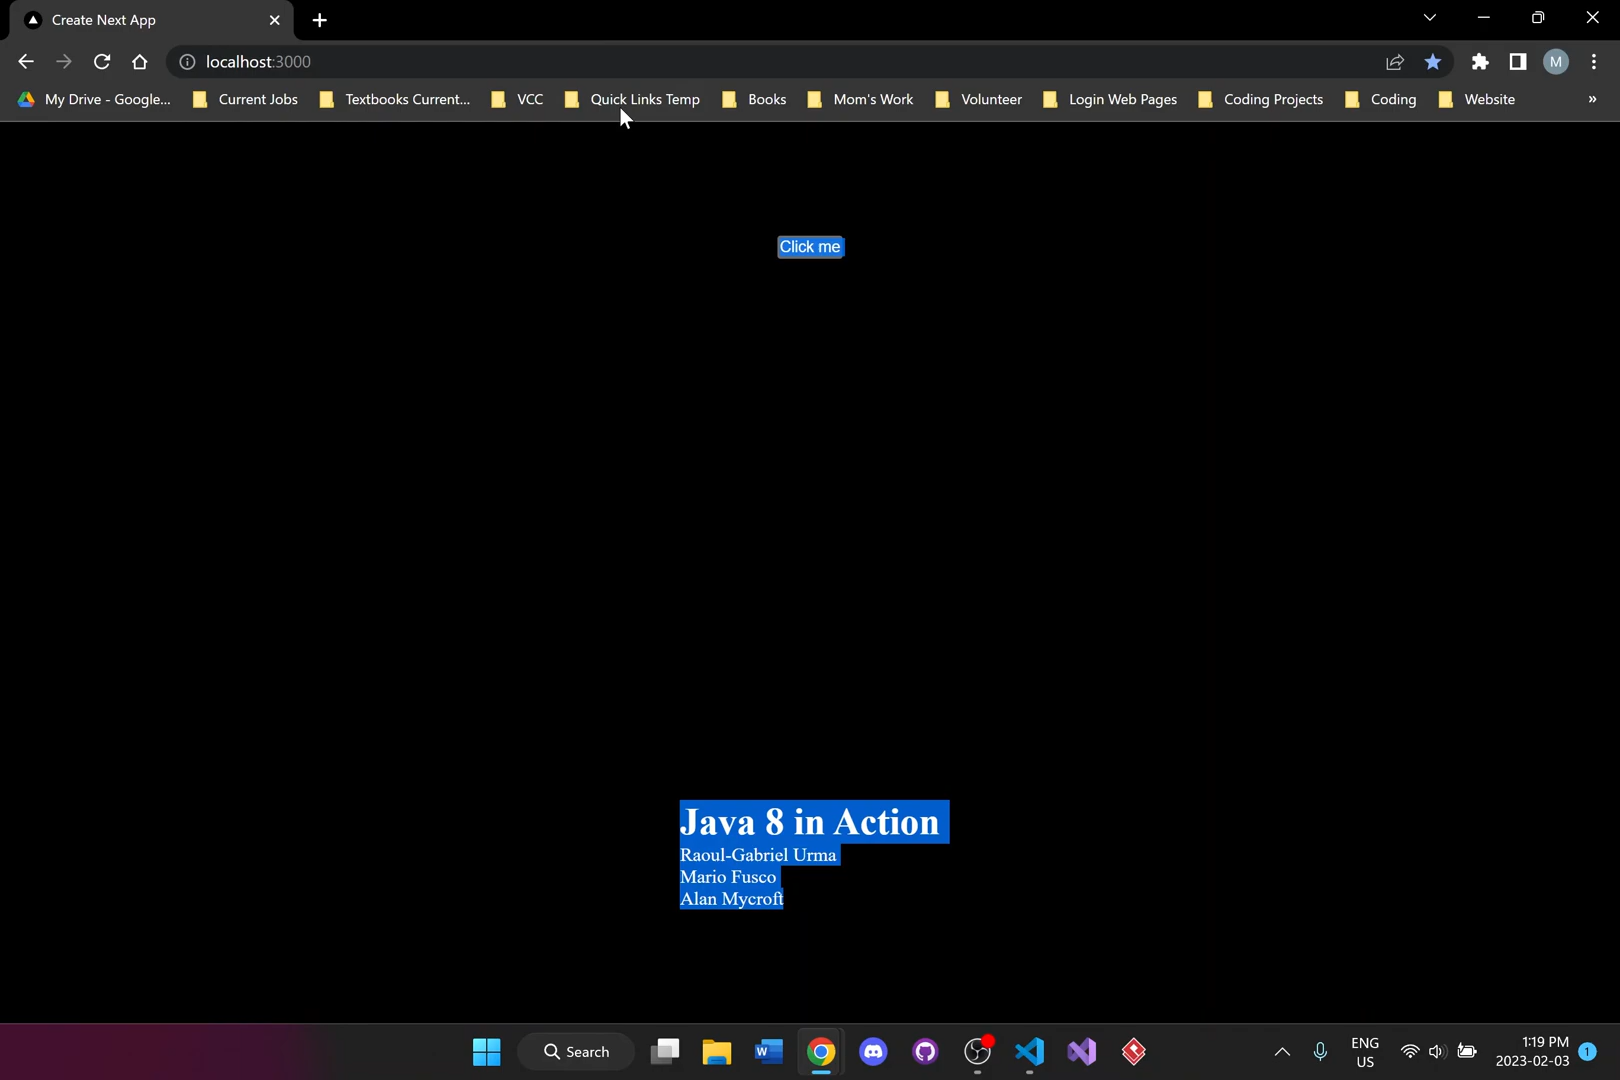 Create Next App
localhost:3000
M
My Drive - Google...
Current Jobs
Textbooks Current...
VCC
Quick Links Temp
Books
Mom's Work
Volunteer
Login Web Pages
Coding Projects
Coding
Website
»
Click me
Java 8 in Action
Raoul-Gabriel Urma
Mario Fusco
Alan Mycroft
Search
W
ENG
US
1:19 PM
2023-02-03
1